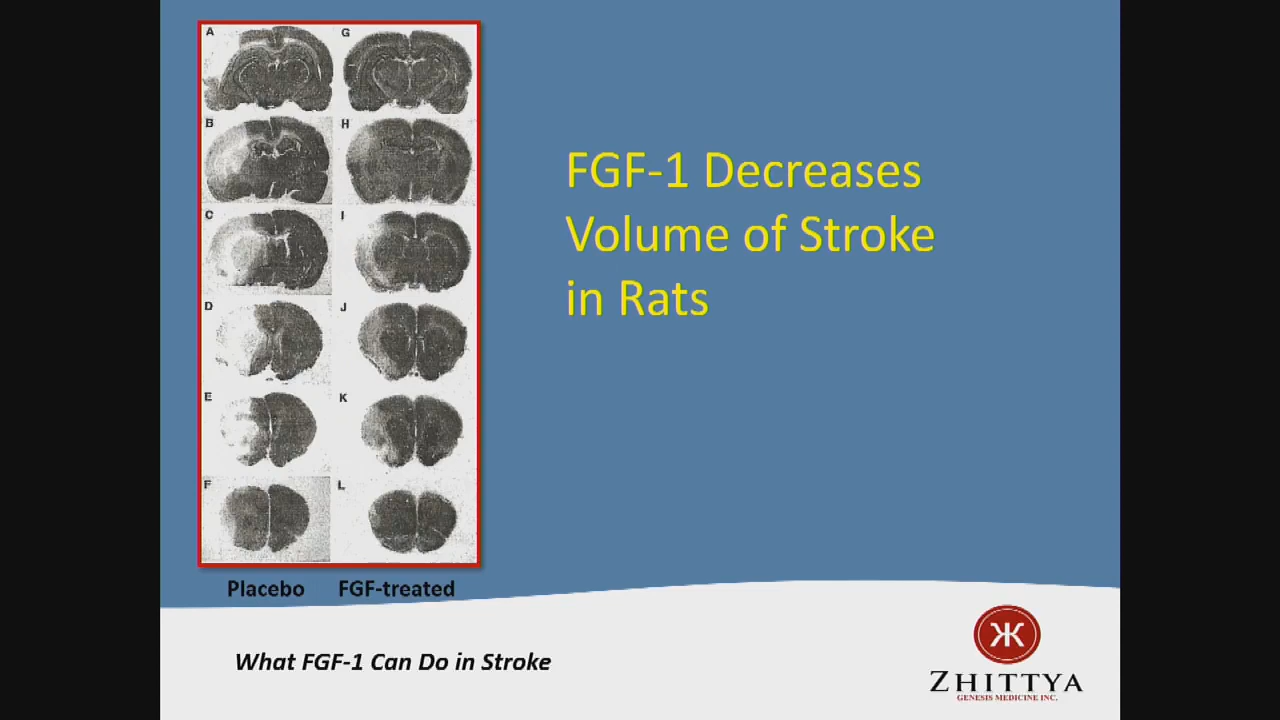 A
G
B
H
C
I
D
J
E
K
F
L
Placebo
FGF-treated
FGF-1 Decreases
Volume of Stroke
in Rats
What FGF-1 Can Do in Stroke
Ж
ZHITTYA
GENESIS MEDICINE INC.